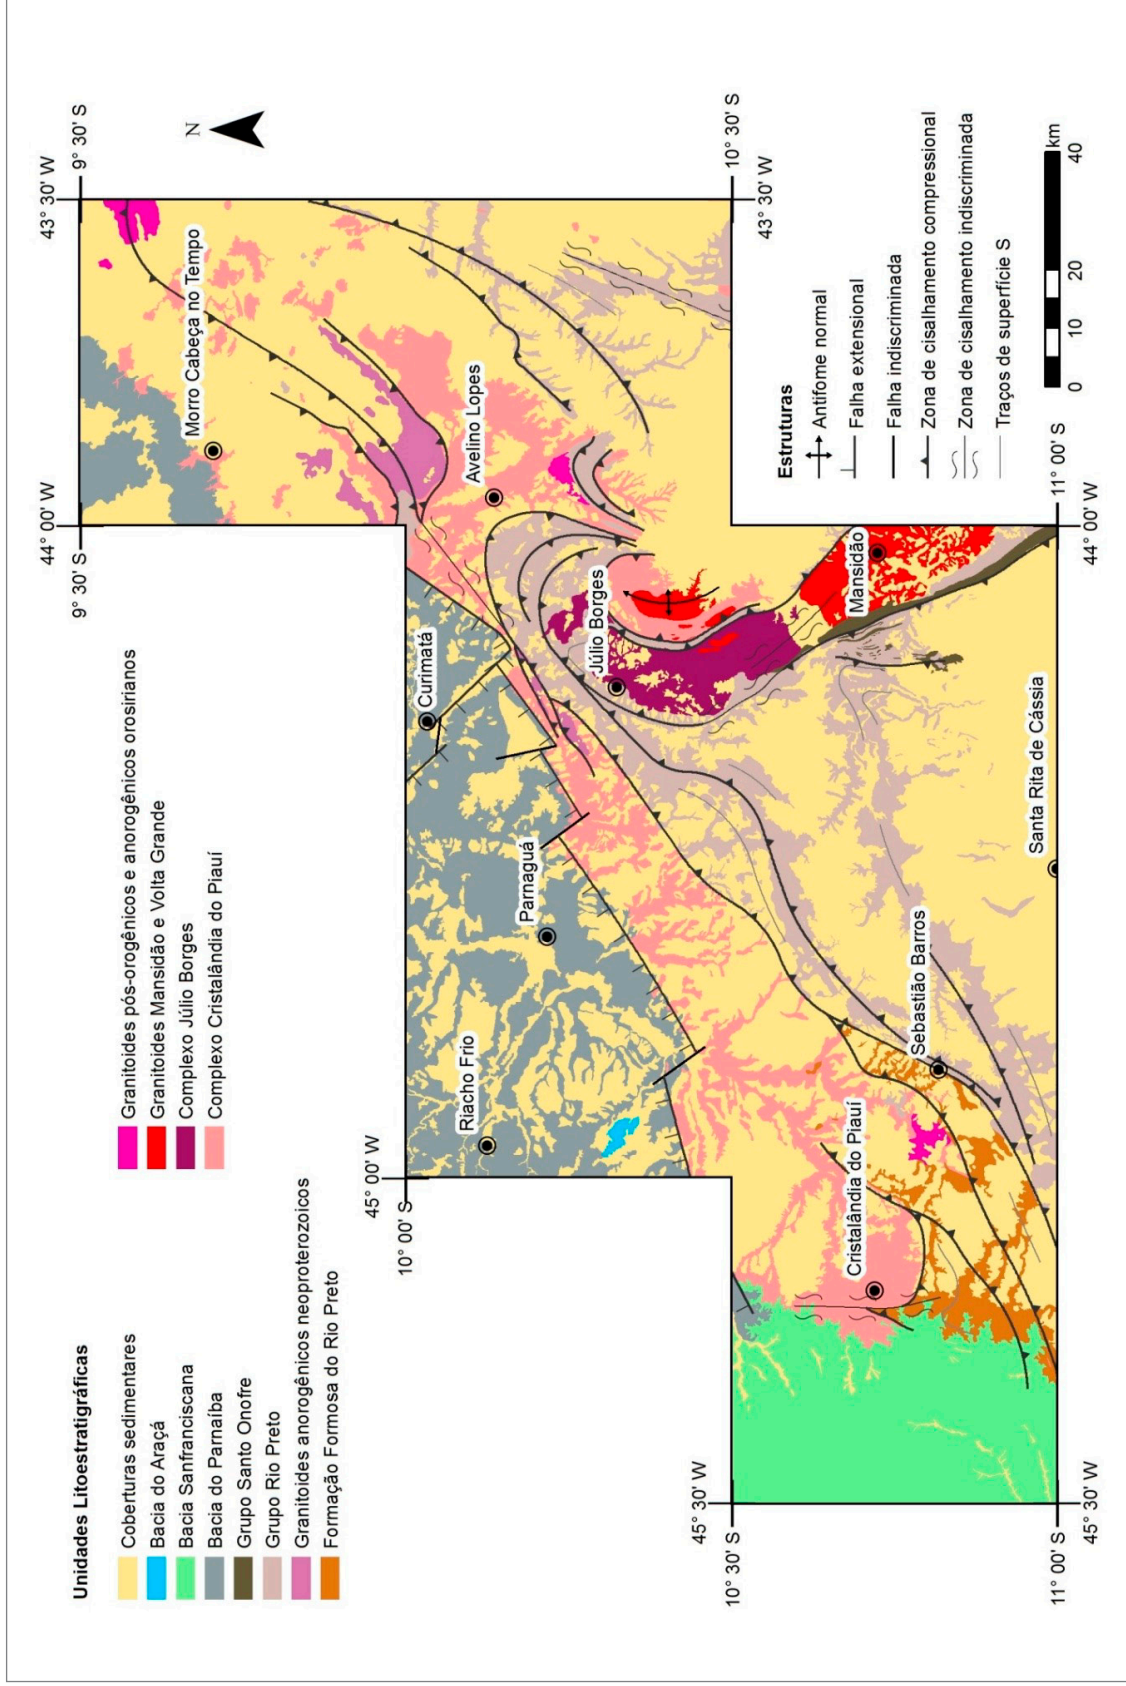 Unidades Litoestratigráficas
Coberturas sedimentares
Bacia do Araçá
Bacia Sanfranciscana
Bacia do Parnaíba
Grupo Santo Onofre
Grupo Rio Preto
Granitoides anorogênicos neoproterozoicos
Formação Formosa do Rio Preto
Granitoides pós-orogênicos e anorogênicos orosirianos
Granitoides Mansidão e Volta Grande
Complexo Júlio Borges
Complexo Cristalândia do Piauí
44° 00' W
43° 30' W
9° 30' S
9° 30' S
N
Morro Cabeça no Tempo
45° 00' W
10° 00' S
Curimatá
Avelino Lopes
Riacho Frio
Parnaguá
Júlio Borges
45° 30' W
10° 30' S
10° 30' S
43° 30' W
Cristalândia do Piauí
Sebastião Barros
Mansidão
Santa Rita de Cássia
11° 00' S
45° 30' W
11° 00' S
44° 00' W
Estruturas
Antifome normal
Falha extensional
Falha indiscriminada
Zona de cisalhamento compressional
Zona de cisalhamento indiscriminada
Traços de superfície S
km
0 10 20 40